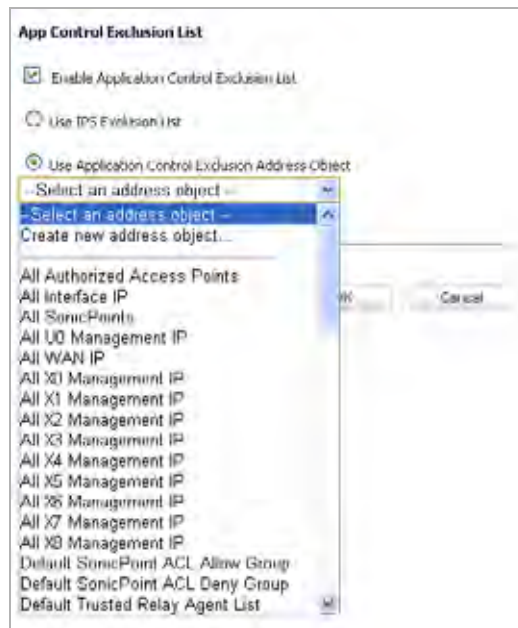 App Control Exclusion List
Enable Application Control Exclusion List
Use IPS Exclusion List
Use Application Control Exclusion Address Object
--Select an address object--
--Select an address object--
Create new address object...
All Authorized Access Points
All Interface IP
OK Cancel
All SonicPoints
All U0 Management IP
All WAN IP
All X0 Management IP
All X1 Management IP
All X2 Management IP
All X3 Management IP
All X4 Management IP
All X5 Management IP
All X6 Management IP
All X7 Management IP
All X8 Management IP
Default SonicPoint ACL Allow Group
Default SonicPoint ACL Deny Group
Default Trusted Relay Agent List